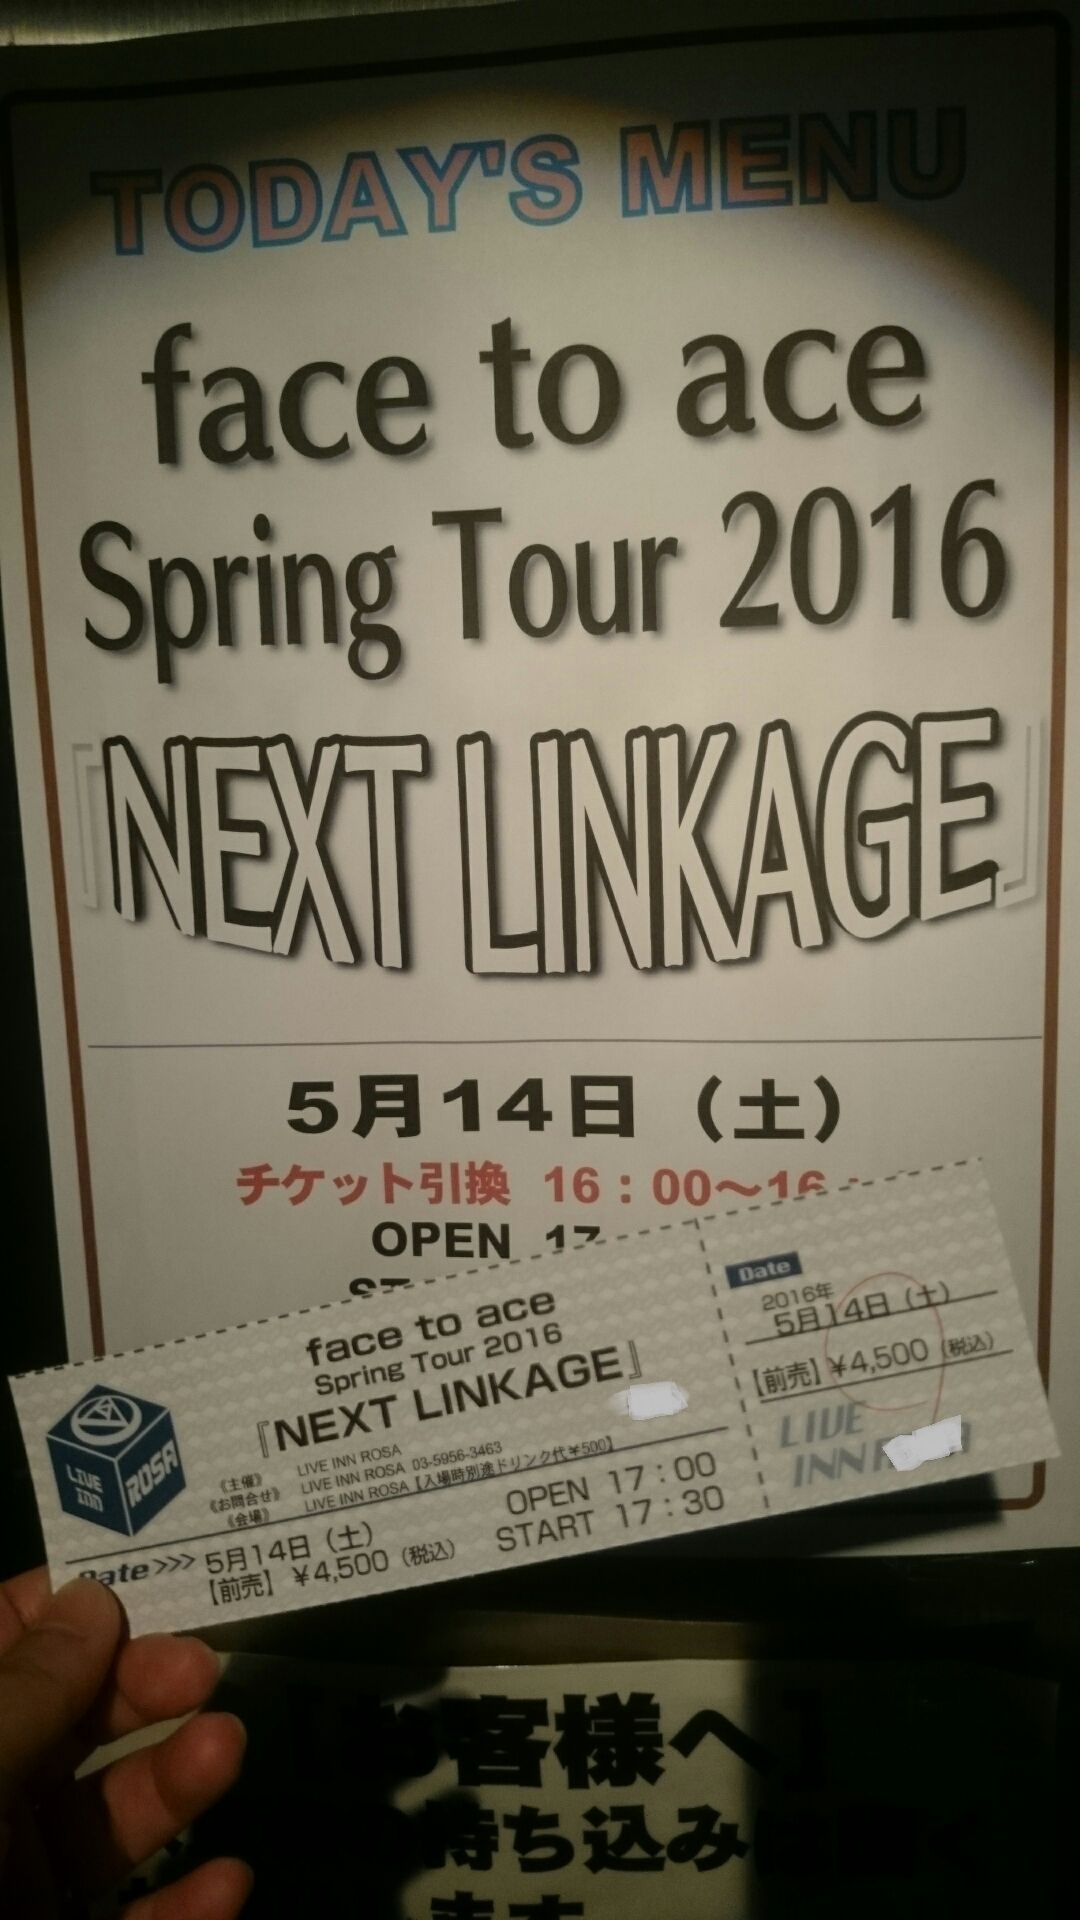 TODAY'S MENU
face to ace
Spring Tour 2016
『NEXT LINKAGE』
5月14日（土）
チケット引換 16：00～16：
OPEN 17
face to ace
Spring Tour 2016
『NEXT LINKAGE』
LIVE INN ROSA
《主催》 LIVE INN ROSA
《お問合せ》 LIVE INN ROSA 03-5956-3463
《会場》 LIVE INN ROSA【入場時別途ドリンク代￥500】
Date>>> 5月14日（土）
【前売】￥4,500（税込）
OPEN 17：00
START 17：30
Date
2016年
5月14日（土）
【前売】￥4,500（税込）
LIVE
INN
お客様へ】
持ち込み
ます